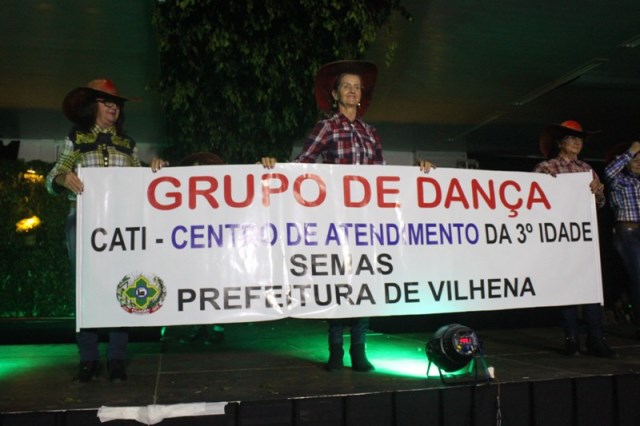 GRUPO DE DANÇA
CATI - CENTRO DE ATENDIMENTO DA 3º IDADE
SEMAS
PREFEITURA DE VILHENA